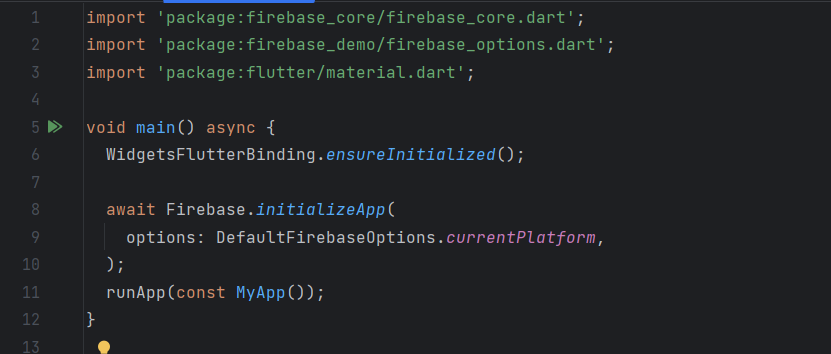 1 import 'package:firebase_core/firebase_core.dart';
2 import 'package:firebase_demo/firebase_options.dart';
3 import 'package:flutter/material.dart';
4
5 void main() async {
6   WidgetsFlutterBinding.ensureInitialized();
7
8   await Firebase.initializeApp(
9     options: DefaultFirebaseOptions.currentPlatform,
10   );
11   runApp(const MyApp());
12 }
13